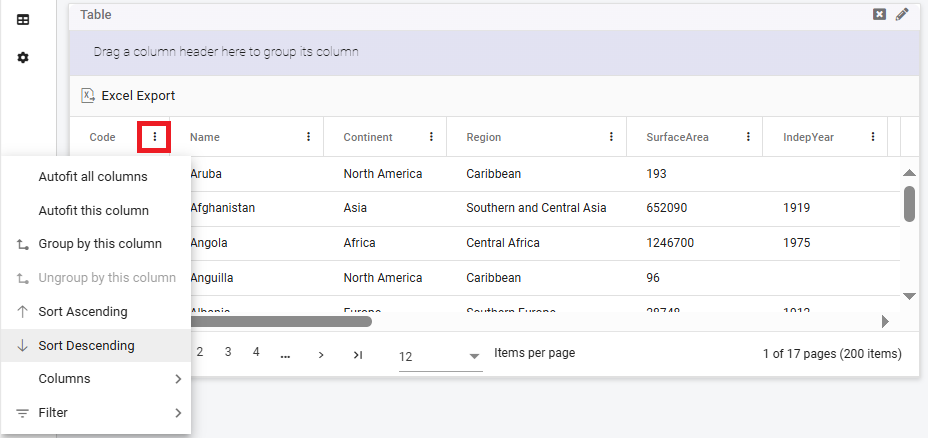 Table
Drag a column header here to group its column
Excel Export
Code Name Continent Region SurfaceArea IndepYear
Autofit all columns
Autofit this column
Group by this column
Ungroup by this column
Sort Ascending
Sort Descending
Columns
Filter
Aruba North America Caribbean 193
Afghanistan Asia Southern and Central Asia 652090 1919
Angola Africa Central Africa 1246700 1975
Anguilla North America Caribbean 96
Albania Europe Southern Europe 28748 1912
2 3 4 ... 12 Items per page 1 of 17 pages (200 items)